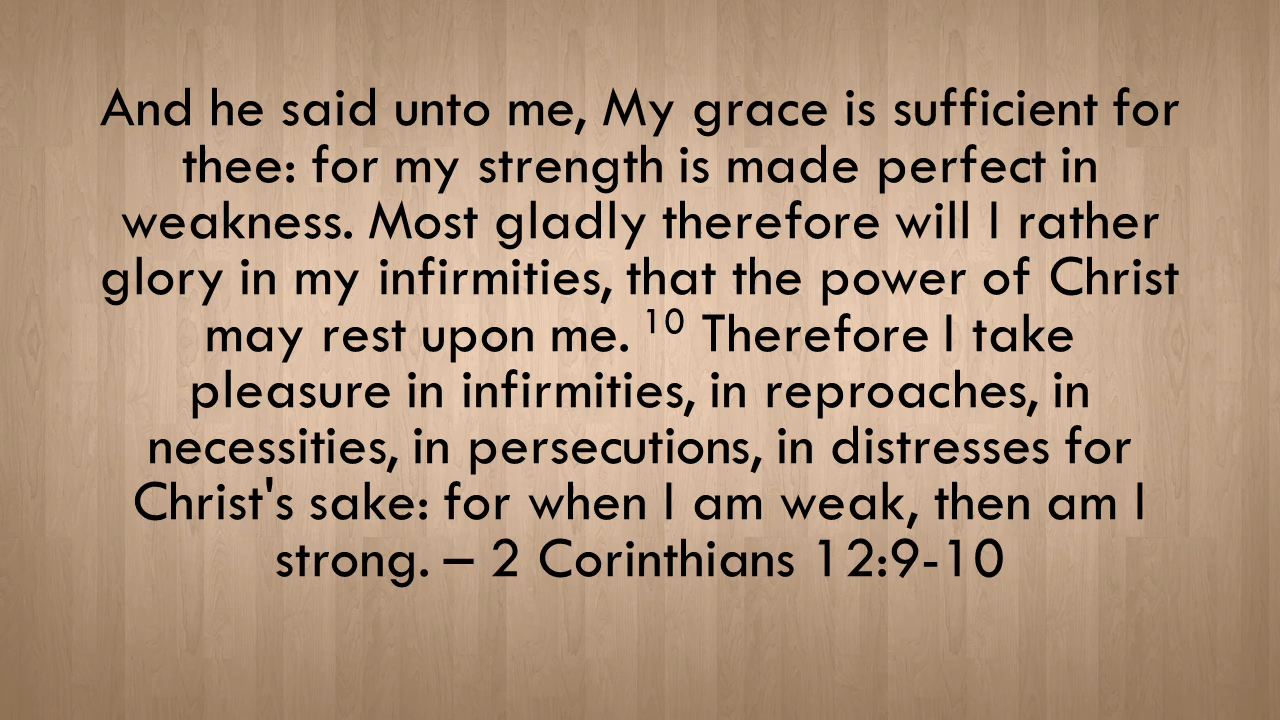 And he said unto me, My grace is sufficient for
thee: for my strength is made perfect in
weakness. Most gladly therefore will I rather
glory in my infirmities, that the power of Christ
may rest upon me. ¹⁰ Therefore I take
pleasure in infirmities, in reproaches, in
necessities, in persecutions, in distresses for
Christ's sake: for when I am weak, then am I
strong. – 2 Corinthians 12:9-10